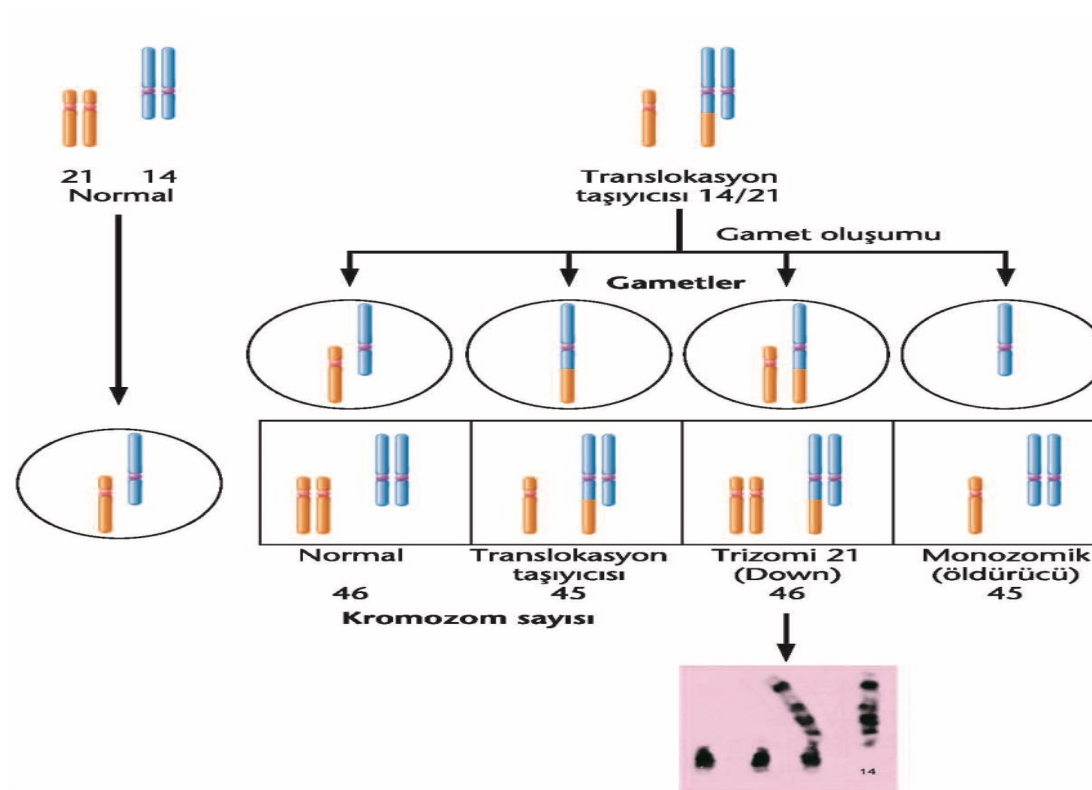 21 14
Normal
Translokasyon
taşıyıcısı 14/21
Gamet oluşumu
Gametler
Normal
46
Translokasyon
taşıyıcısı
45
Trizomi 21
(Down)
46
Monozomik
(öldürücü)
45
Kromozom sayısı
14